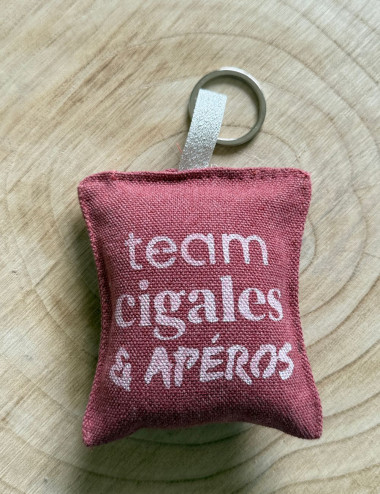 team
cigales
& APÉROS